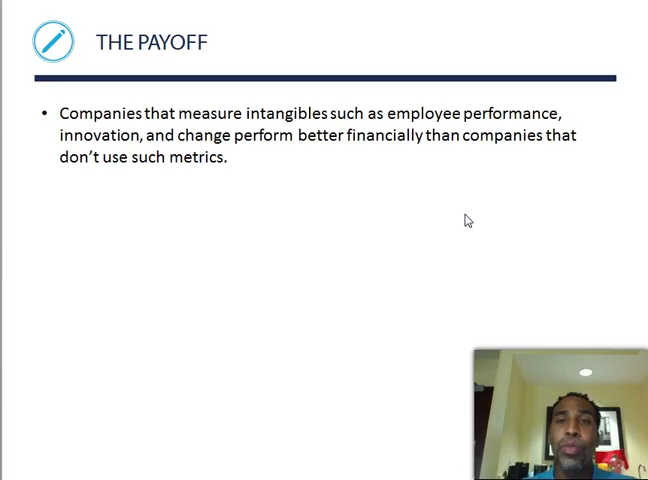 THE PAYOFF
• Companies that measure intangibles such as employee performance,
innovation, and change perform better financially than companies that
don’t use such metrics.